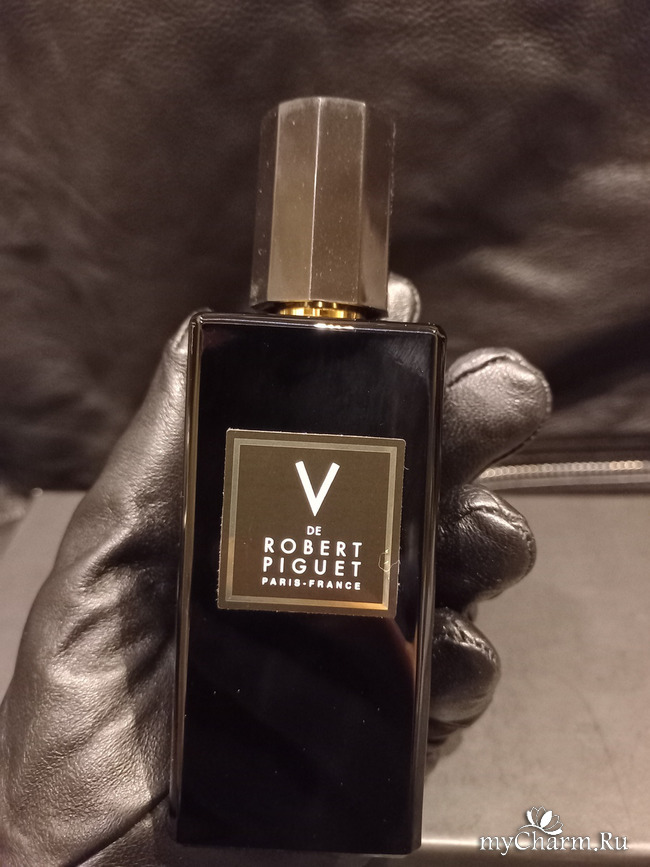 V
DE
ROBERT
PIGUET
PARIS-FRANCE
myCharm.Ru